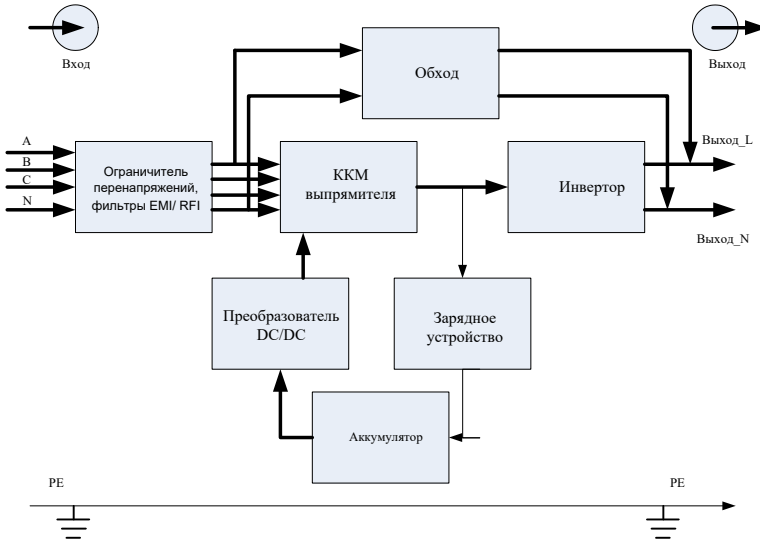 Вход
Выход
Обход
A
B
C
N
Ограничитель
перенапряжений,
фильтры EMI/ RFI
ККМ
выпрямителя
Инвертор
Выход_L
Выход_N
Преобразователь
DC/DC
Зарядное
устройство
Аккумулятор
PE
PE